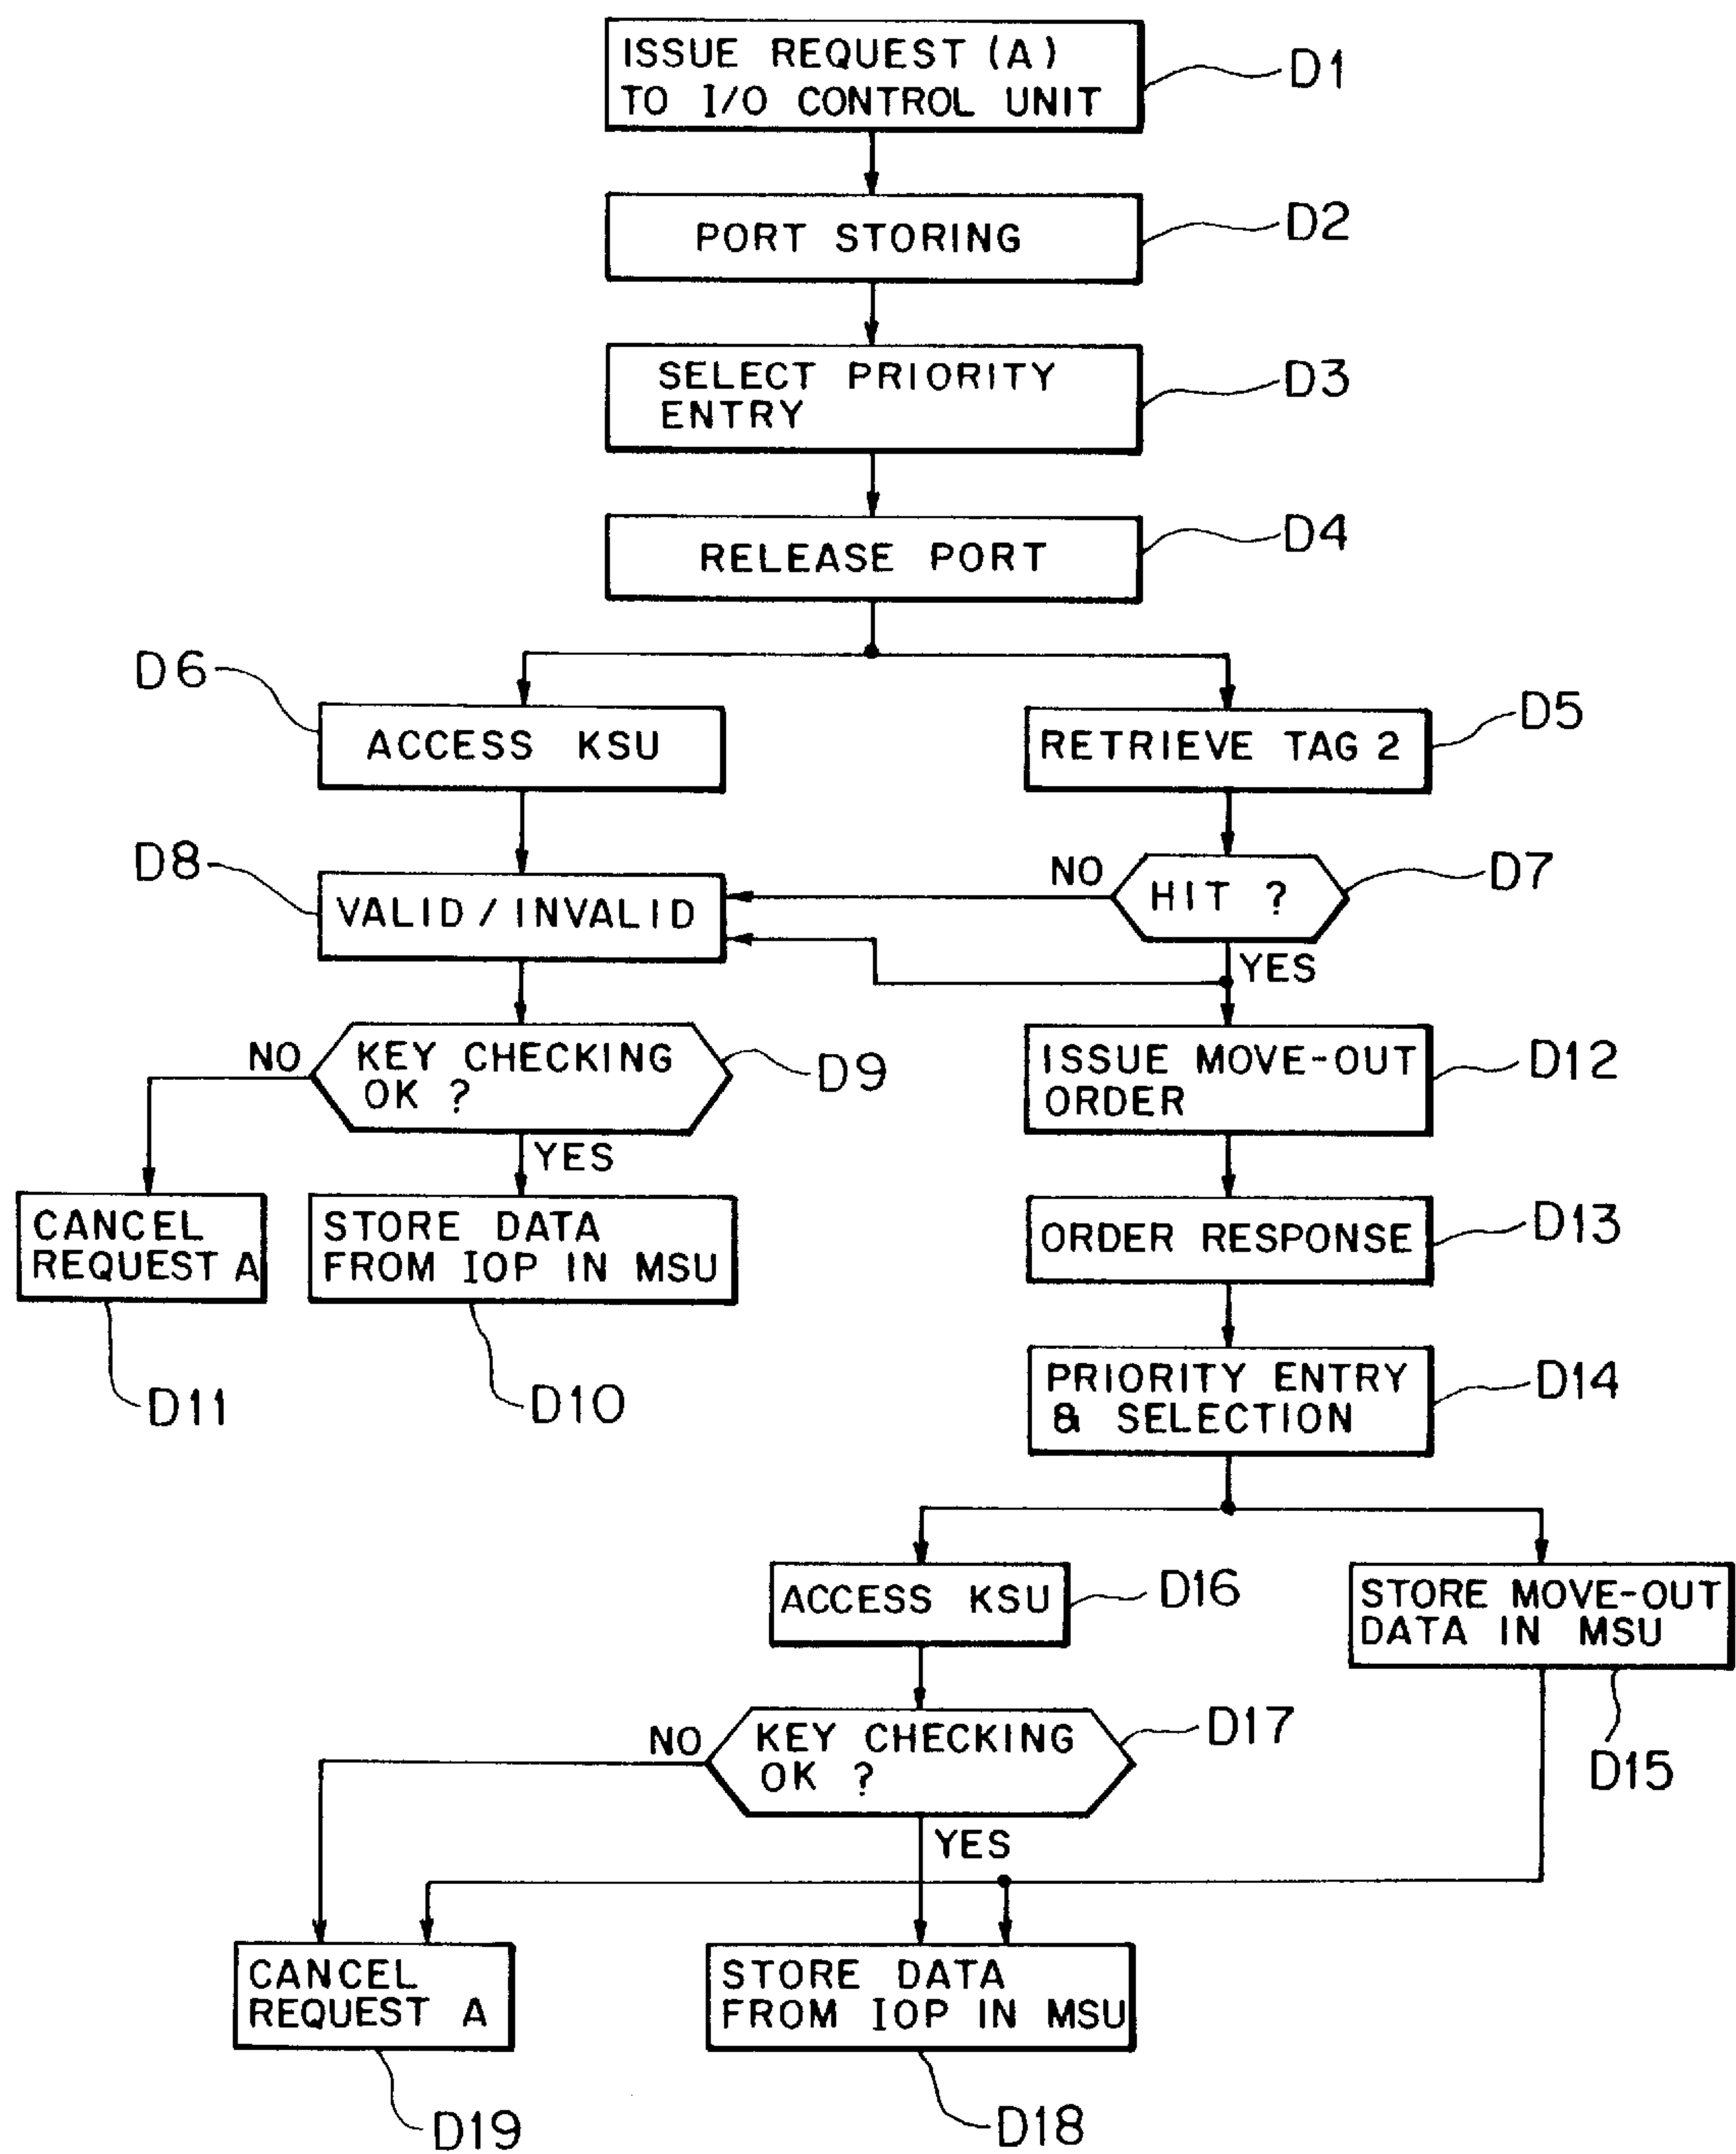 ISSUE REQUEST (A)
TO I/O CONTROL UNIT
D1
PORT STORING
D2
SELECT PRIORITY
ENTRY
D3
RELEASE PORT
D4
D6
ACCESS KSU
RETRIEVE TAG 2
D5
D8
VALID / INVALID
NO
HIT ?
D7
YES
NO
KEY CHECKING
OK ?
D9
ISSUE MOVE-OUT
ORDER
D12
YES
CANCEL
REQUEST A
STORE DATA
FROM IOP IN MSU
ORDER RESPONSE
D13
D11
D10
PRIORITY ENTRY
& SELECTION
D14
ACCESS KSU
D16
STORE MOVE-OUT
DATA IN MSU
NO
KEY CHECKING
OK ?
D17
D15
YES
CANCEL
REQUEST A
STORE DATA
FROM IOP IN MSU
D19
D18